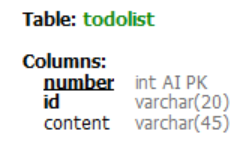 Table: todolist
Columns:
number int AI PK
id varchar(20)
content varchar(45)